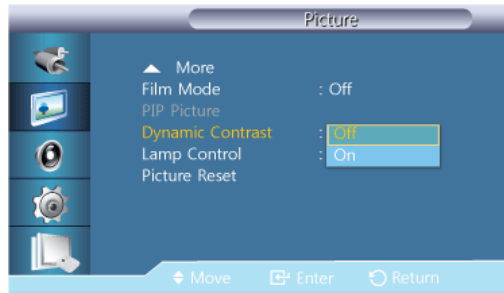 Picture
More
Film Mode : Off
PIP Picture
Dynamic Contrast : Off
Lamp Control : On
Picture Reset
Move Enter Return